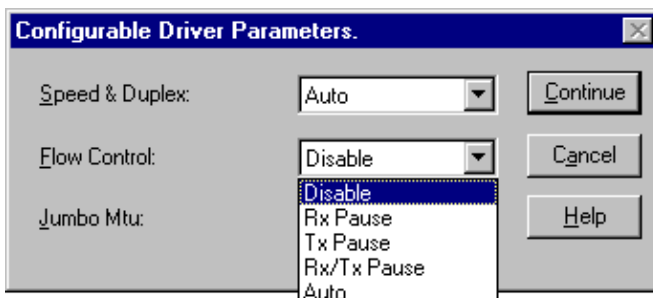 Configurable Driver Parameters.
Speed & Duplex:
Auto
Continue
Flow Control:
Disable
Cancel
Disable
Rx Pause
Tx Pause
Rx/Tx Pause
Auto
Jumbo Mtu:
Help